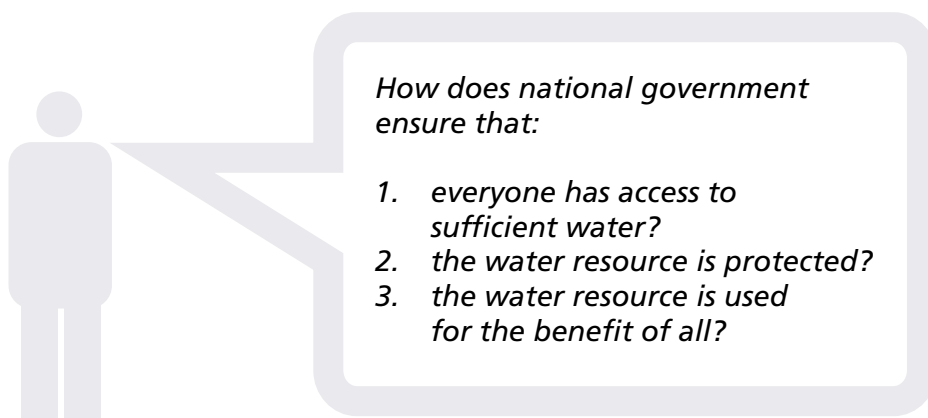 How does national government
ensure that:
1. everyone has access to
sufficient water?
2. the water resource is protected?
3. the water resource is used
for the benefit of all?